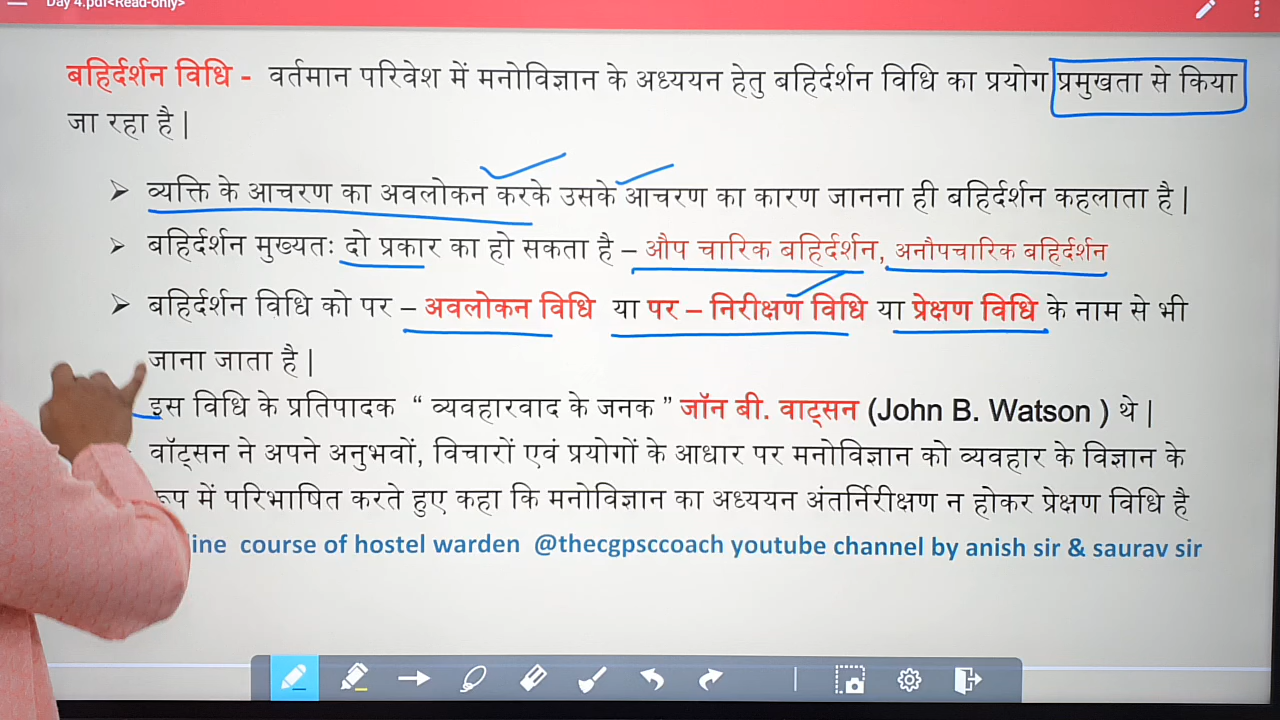 Day 4.pdf<Read-only>
बहिर्दर्शन विधि - वर्तमान परिवेश में मनोविज्ञान के अध्ययन हेतु बहिर्दर्शन विधि का प्रयोग प्रमुखता से किया
जा रहा है |
➢ व्यक्ति के आचरण का अवलोकन करके उसके आचरण का कारण जानना ही बहिर्दर्शन कहलाता है |
➢ बहिर्दर्शन मुख्यतः दो प्रकार का हो सकता है – औप चारिक बहिर्दर्शन, अनौपचारिक बहिर्दर्शन
➢ बहिर्दर्शन विधि को पर – अवलोकन विधि या पर – निरीक्षण विधि या प्रेक्षण विधि के नाम से भी
जाना जाता है |
इस विधि के प्रतिपादक “ व्यवहारवाद के जनक ” जॉन बी. वाट्सन (John B. Watson ) थे |
वॉट्सन ने अपने अनुभवों, विचारों एवं प्रयोगों के आधार पर मनोविज्ञान को व्यवहार के विज्ञान के
रूप में परिभाषित करते हुए कहा कि मनोविज्ञान का अध्ययन अंतर्निरीक्षण न होकर प्रेक्षण विधि है
course of hostel warden @thecgpsccoach youtube channel by anish sir & saurav sir